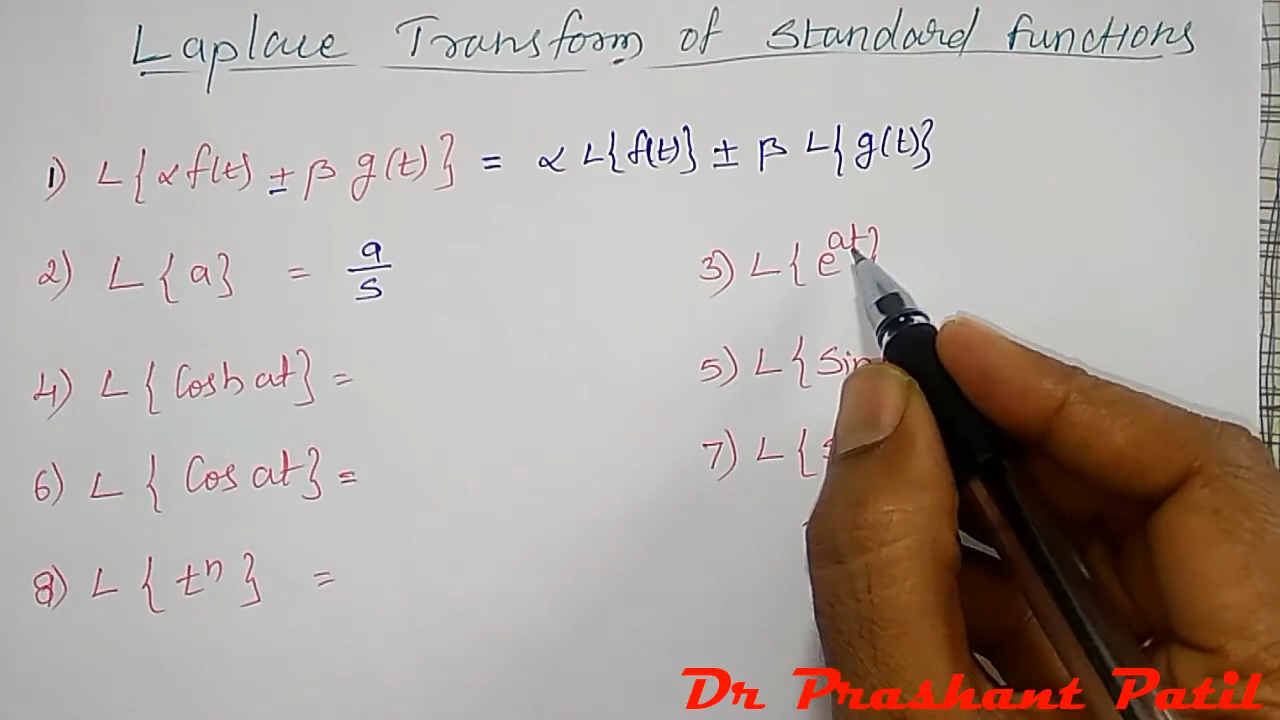 Laplace Transform of Standard functions
1) L{αf(t) ± β g(t)} = α L{f(t)} ± β L{g(t)}
2) L{a} = a/s
3) L{e^at}
4) L{Cosh at} =
5) L{Sin
6) L{Cos at} =
7) L{
8) L{t^n} =
Dr Prashant Patil